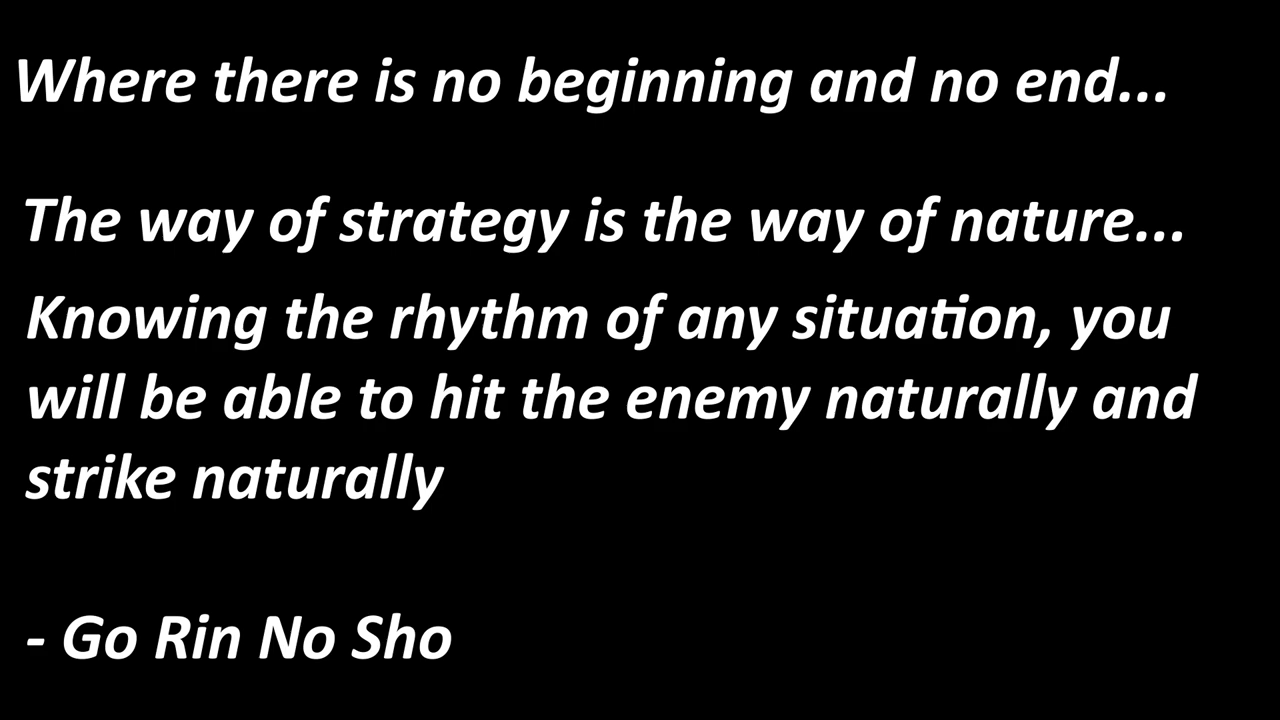 Where there is no beginning and no end...
The way of strategy is the way of nature...
Knowing the rhythm of any situation, you
will be able to hit the enemy naturally and
strike naturally
- Go Rin No Sho